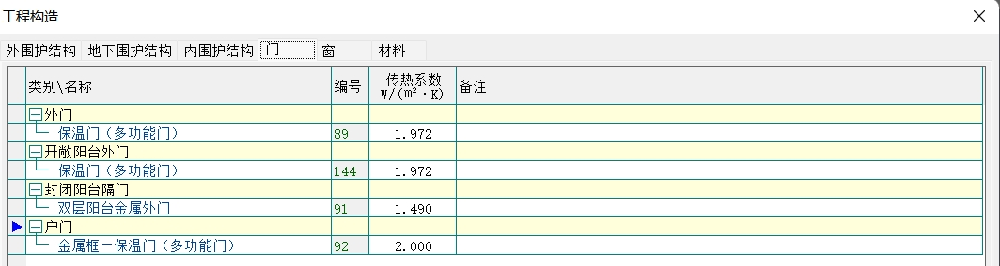 工程构造
外围护结构 地下围护结构 内围护结构 门 窗 材料
类别\名称 编号 传热系数 W/(m²·K) 备注
外门
保温门（多功能门） 89 1.972
开敞阳台外门
保温门（多功能门） 144 1.972
封闭阳台隔门
双层阳台金属外门 91 1.490
户门
金属框－保温门（多功能门） 92 2.000